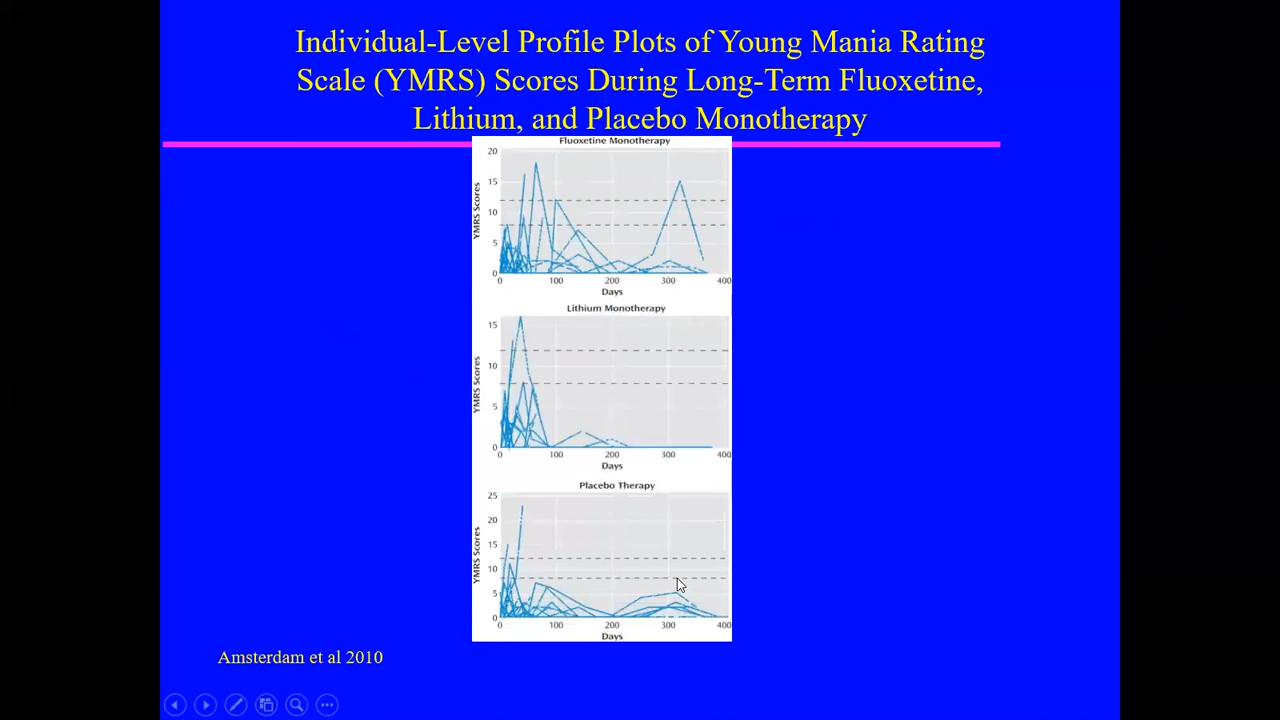 Individual-Level Profile Plots of Young Mania Rating
Scale (YMRS) Scores During Long-Term Fluoxetine,
Lithium, and Placebo Monotherapy
Fluoxetine Monotherapy
20
15
10
5
0
YMRS Scores
0 100 200 300 400
Days
Lithium Monotherapy
15
10
5
0
YMRS Scores
0 100 200 300 400
Days
Placebo Therapy
25
20
15
10
5
0
YMRS Scores
0 100 200 300 400
Days
Amsterdam et al 2010